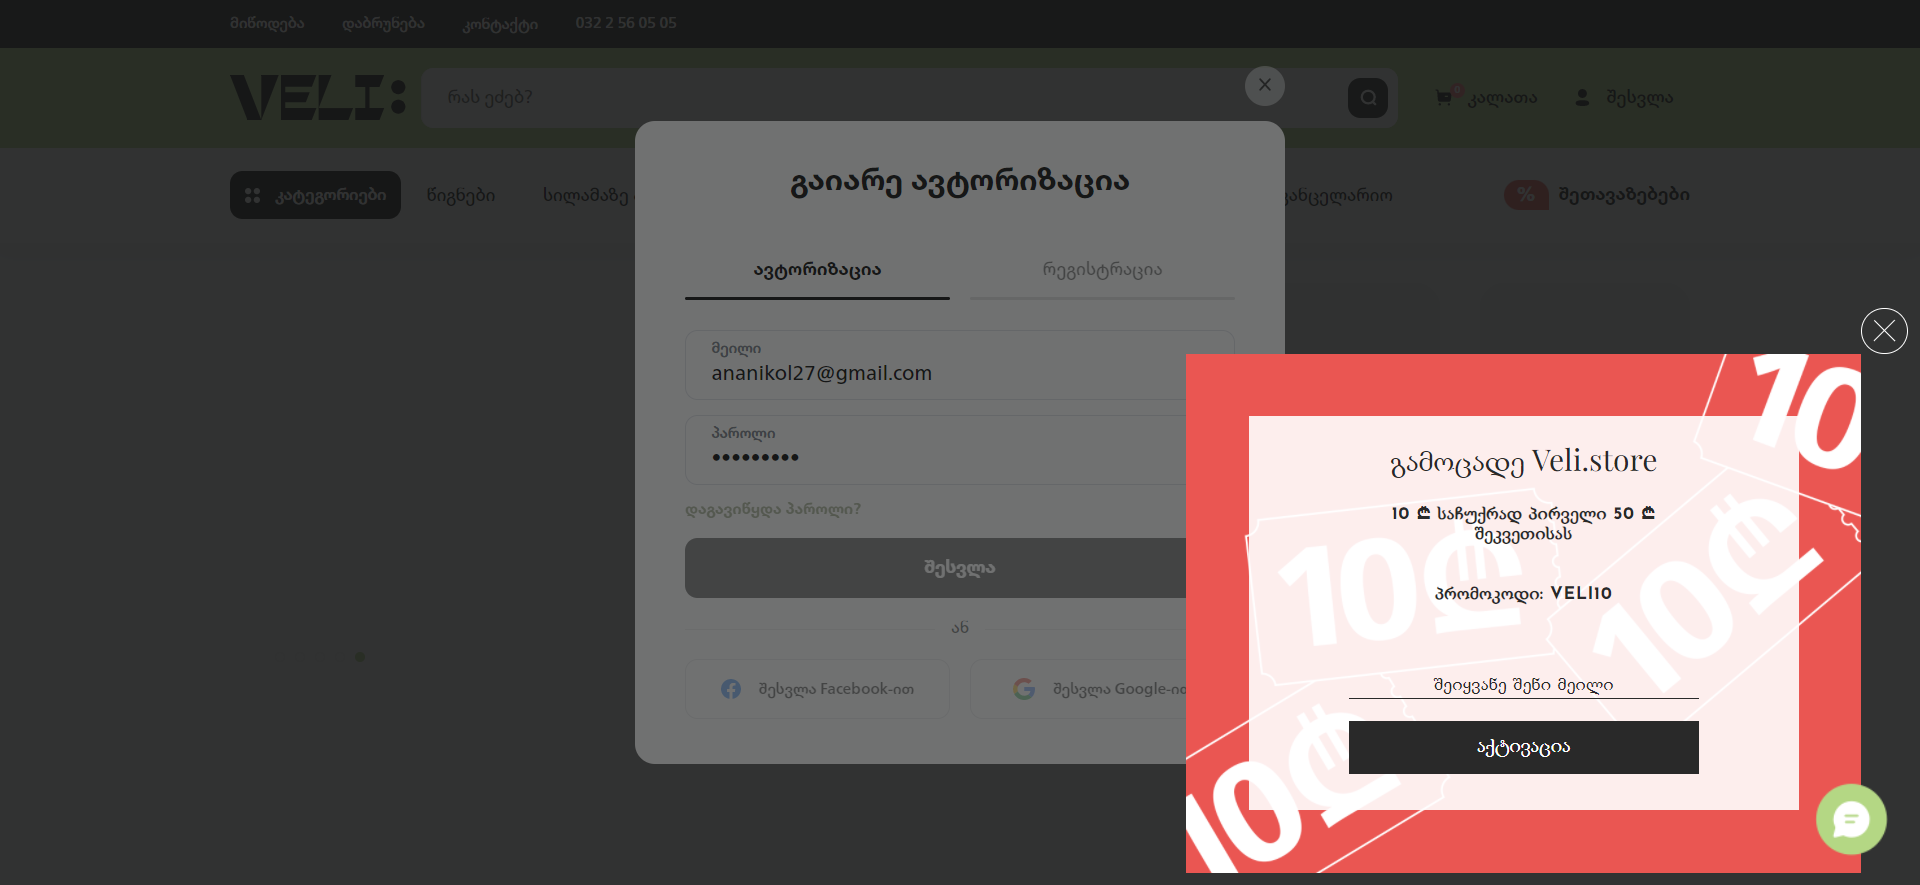 მიწოდება დაბრუნება კონტაქტი 032 2 56 05 05
VELI:
რას ეძებ?
0 კალათა შესვლა
კატეგორიები წიგნები სილამაზე
% შეთავაზებები
გაიარე ავტორიზაცია
ავტორიზაცია რეგისტრაცია
მეილი
ananikol27@gmail.com
პაროლი
•••••••••
დაგავიწყდა პაროლი?
შესვლა
ან
შესვლა Facebook-ით შესვლა Google-ით
გამოცადე Veli.store
10 ₾ საჩუქრად პირველი 50 ₾
შეკვეთისას
პრომოკოდი: VELI10
შეიყვანე შენი მეილი
აქტივაცია
10
10₾
10₾
10₾